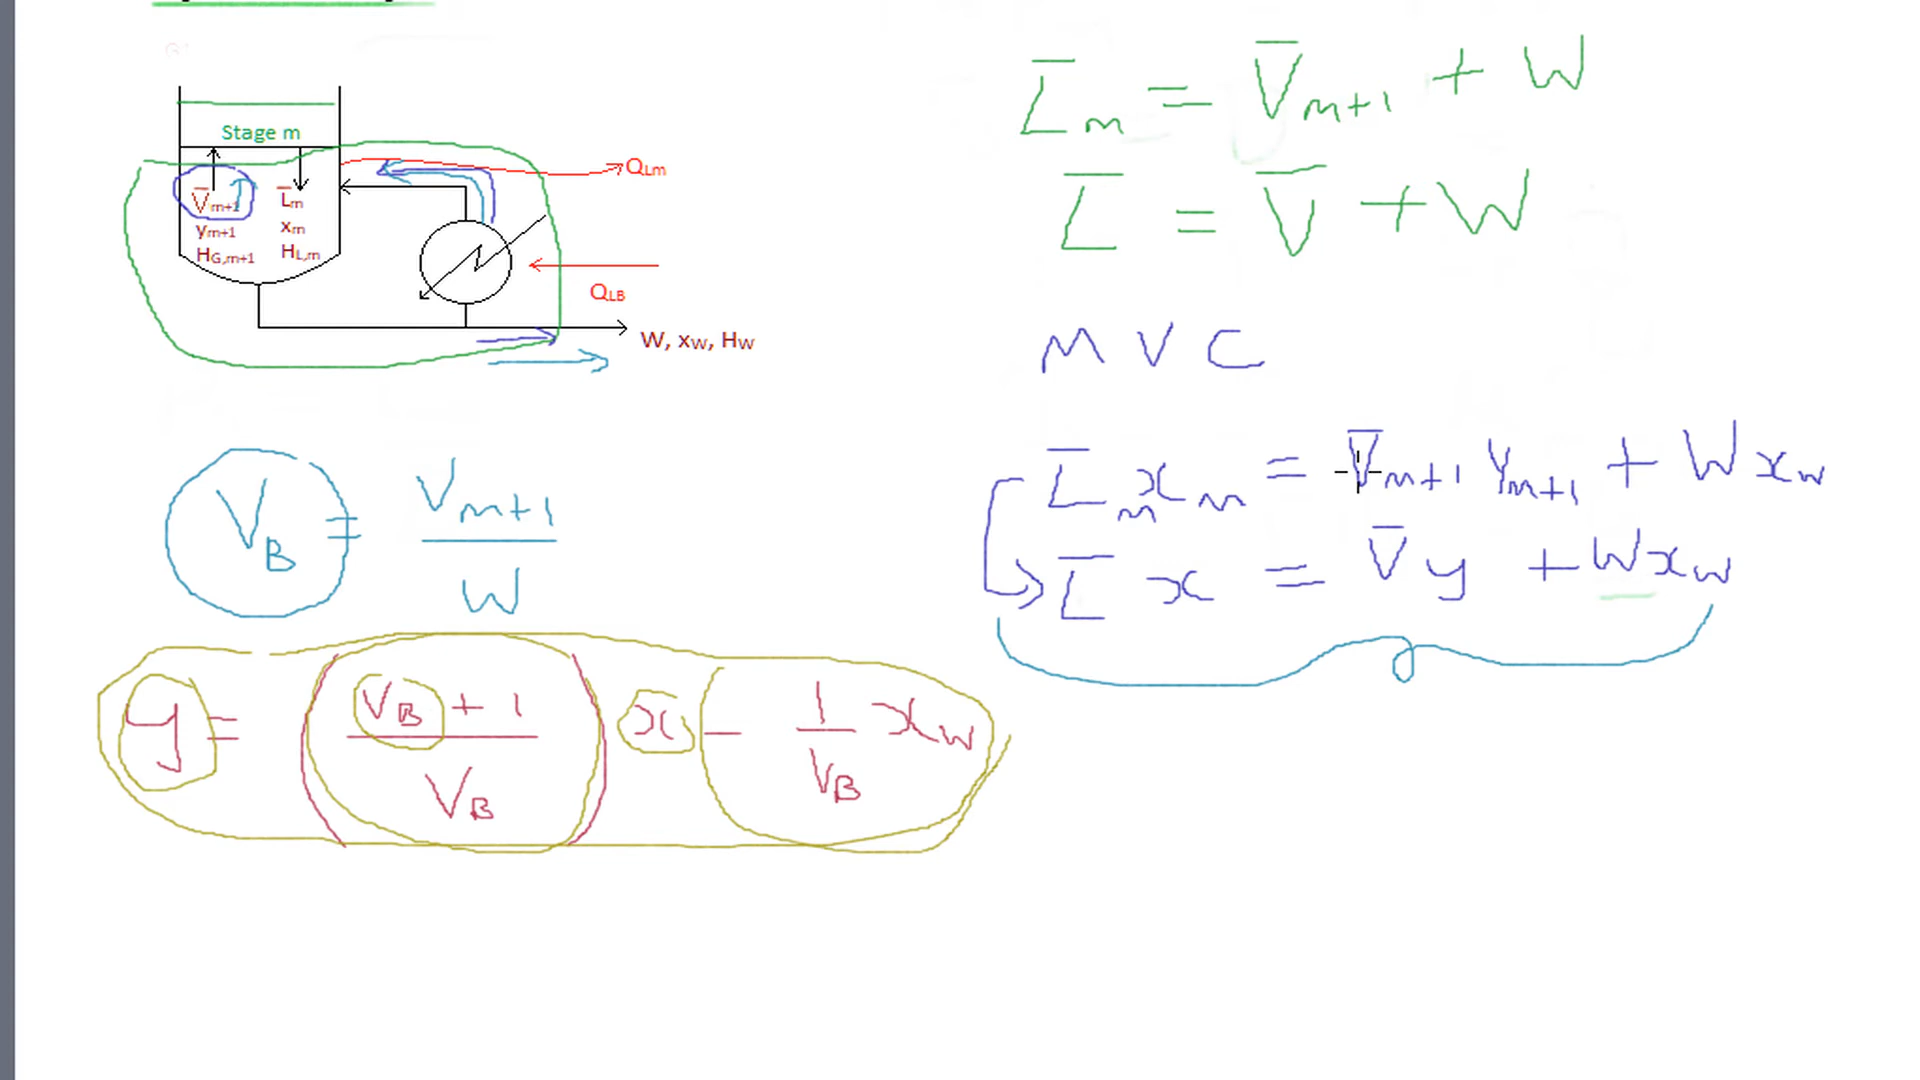 Stage m
V̅m+1 L̅m
ym+1 xm
HG,m+1 HL,m
QLm
QLB
W, xW, HW
L̅m = V̅m+1 + W
L̅ = V̅ + W
M V C
L̅m xm = V̅m+1 ym+1 + W xW
L̅ x = V̅ y + W xW
VB = Vm+1 / W
y = (VB + 1 / VB) x - 1/VB xW